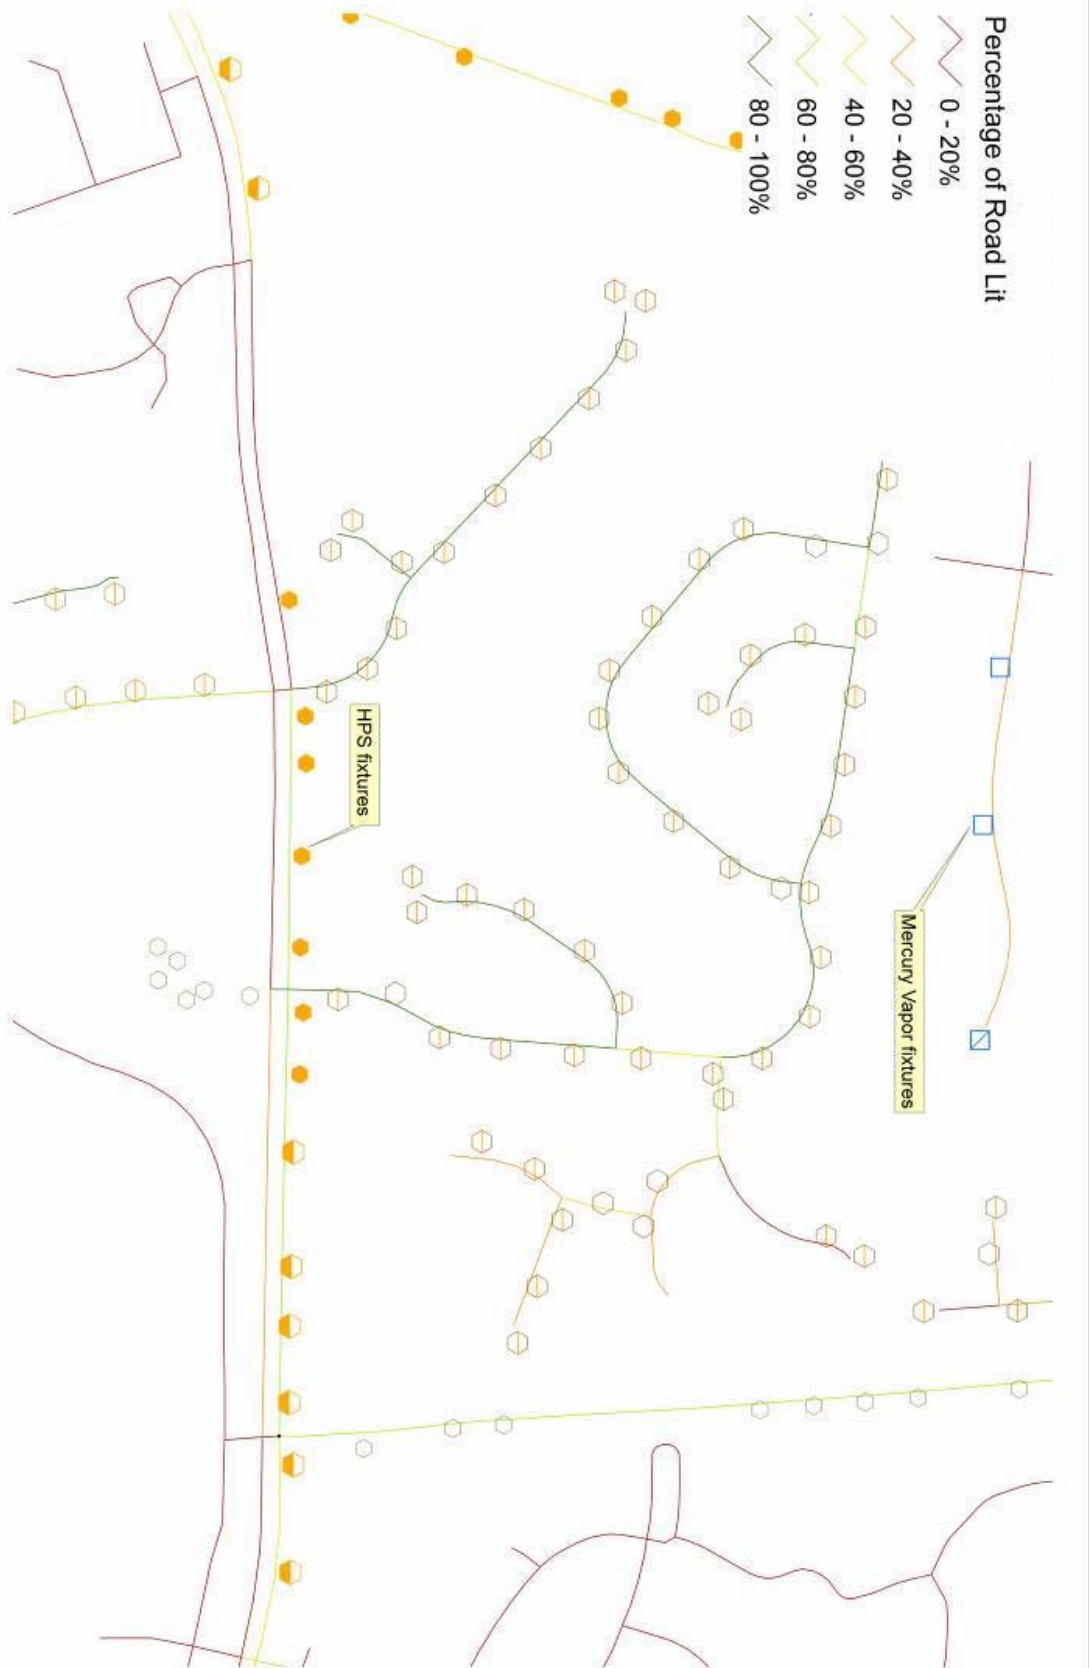 Percentage of Road Lit
0 - 20%
20 - 40%
40 - 60%
60 - 80%
80 - 100%
Mercury Vapor fixtures
HPS fixtures